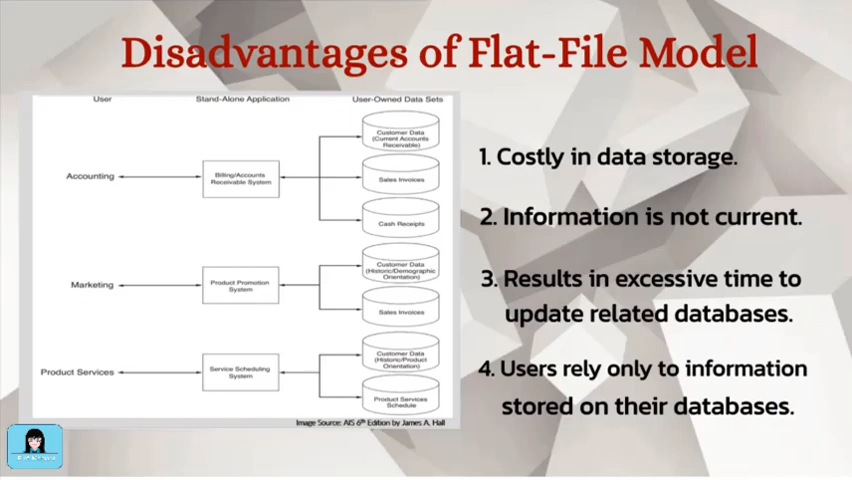 Disadvantages of Flat-File Model
User
Stand-Alone Application
User-Owned Data Sets
Customer Data
(Current Accounts
Receivable)
Accounting
Billing/Accounts
Receivable System
Sales Invoices
Cash Receipts
Customer Data
(Historic/Demographic
Orientation)
Marketing
Product Promotion
System
Sales Invoices
Customer Data
(Historic/Product
Orientation)
Product Services
Service Scheduling
System
Product Services
Schedule
Image Source: AIS 6th Edition by James A. Hall
1. Costly in data storage.
2. Information is not current.
3. Results in excessive time to
update related databases.
4. Users rely only to information
stored on their databases.